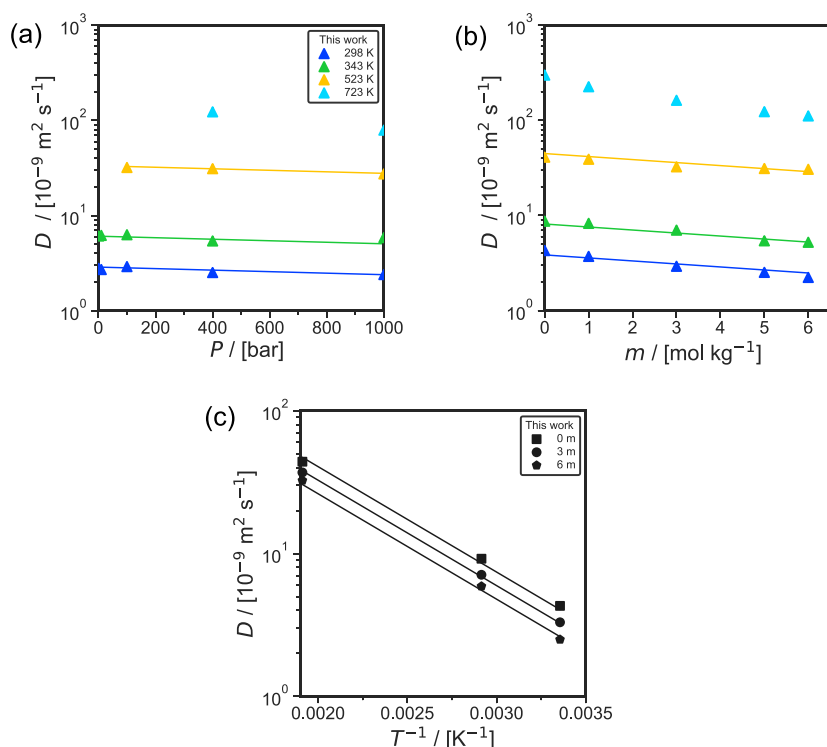 (a)
D / [10⁻⁹ m² s⁻¹]
10³
10²
10¹
10⁰
This work
298 K
343 K
523 K
723 K
0
200
400
600
800
1000
P / [bar]
(b)
D / [10⁻⁹ m² s⁻¹]
10³
10²
10¹
10⁰
0
1
2
3
4
5
6
m / [mol kg⁻¹]
(c)
D / [10⁻⁹ m² s⁻¹]
10²
10¹
10⁰
This work
0 m
3 m
6 m
0.0020
0.0025
0.0030
0.0035
T⁻¹ / [K⁻¹]